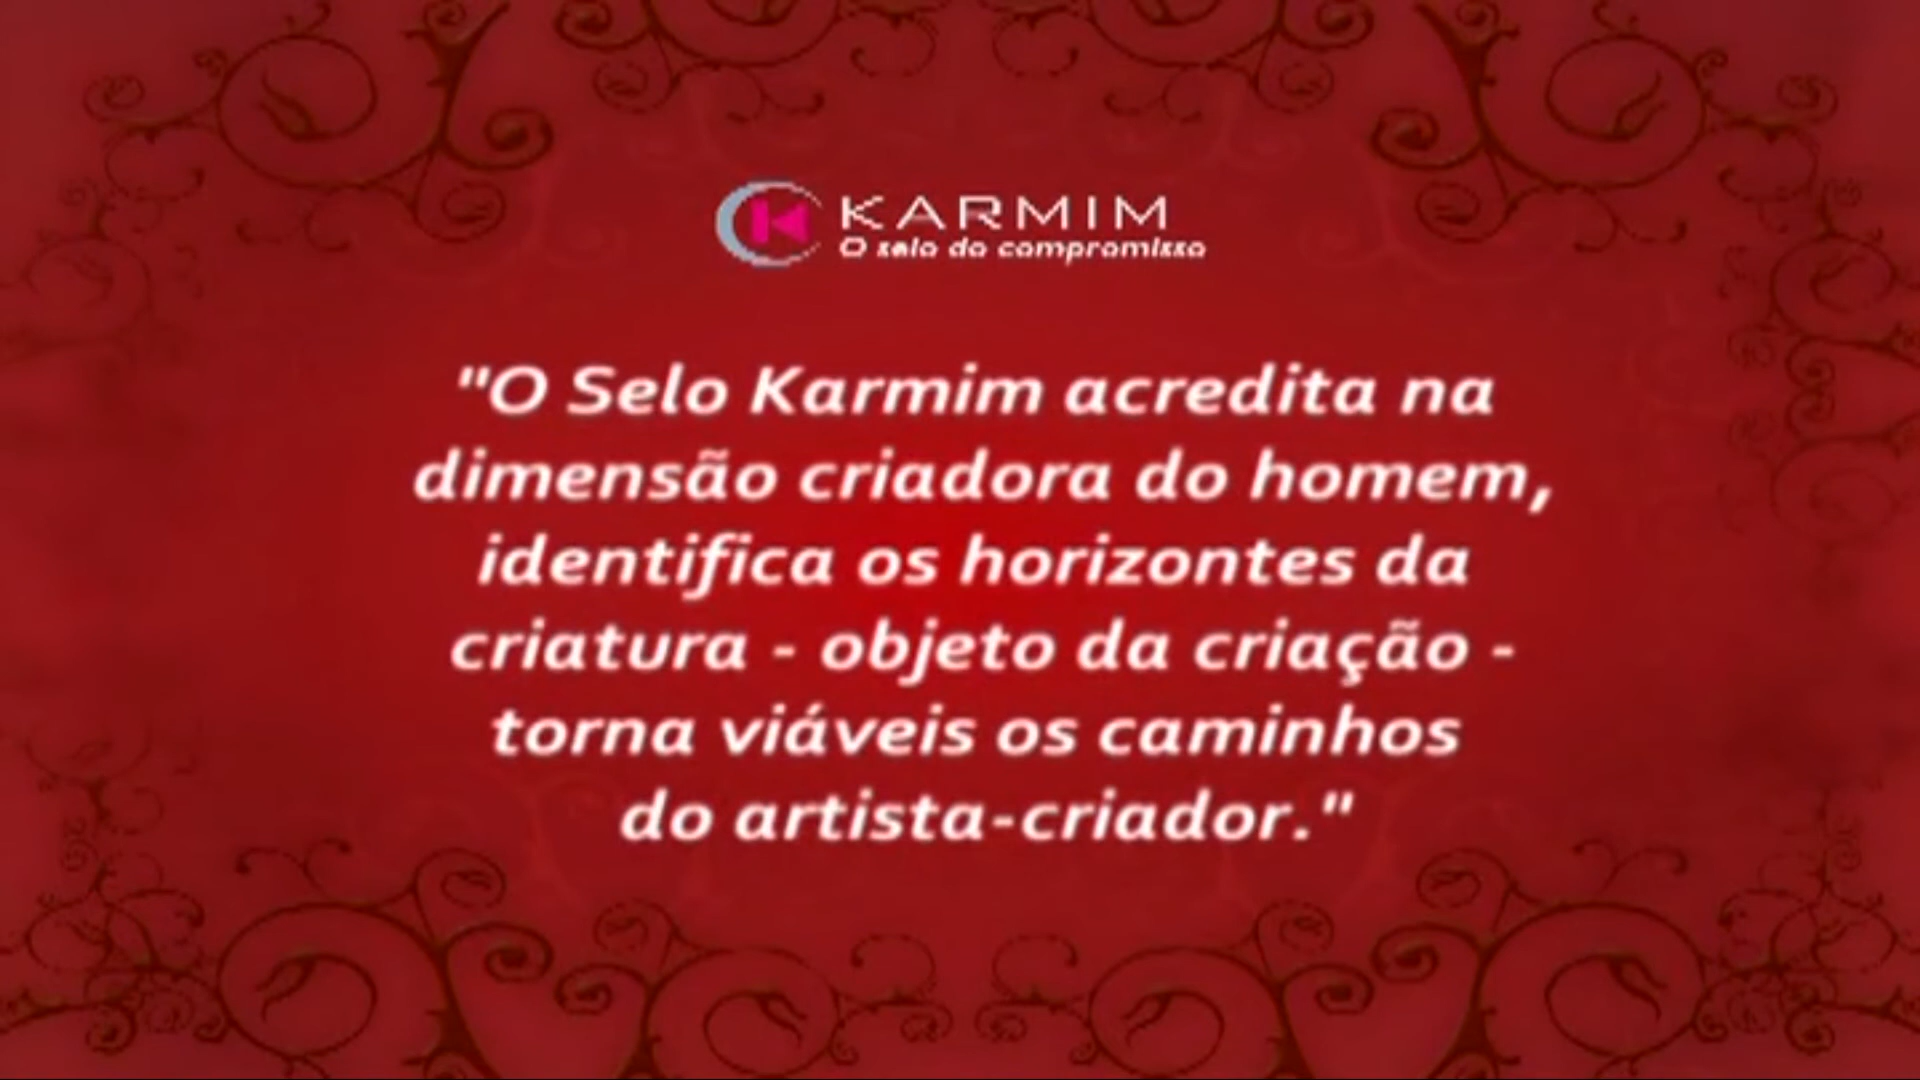 KARMIM
O selo do compromisso
"O Selo Karmim acredita na
dimensão criadora do homem,
identifica os horizontes da
criatura - objeto da criação -
torna viáveis os caminhos
do artista-criador."